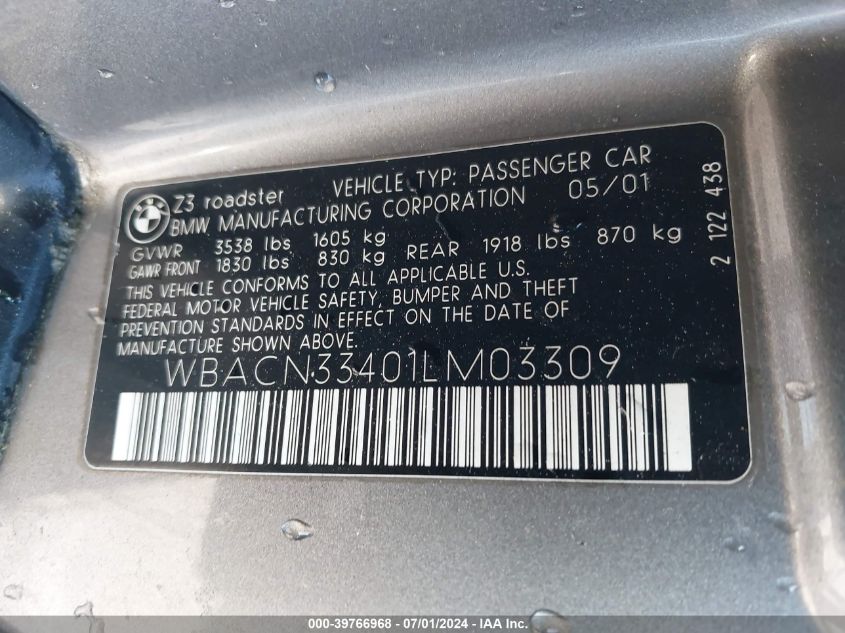 Z3 roadster VEHICLE TYP: PASSENGER CAR
BMW MANUFACTURING CORPORATION 05/01
GVWR 3538 lbs 1605 kg
GAWR FRONT 1830 lbs 830 kg REAR 1918 lbs 870 kg
THIS VEHICLE CONFORMS TO ALL APPLICABLE U.S.
FEDERAL MOTOR VEHICLE SAFETY, BUMPER AND THEFT
PREVENTION STANDARDS IN EFFECT ON THE DATE OF
MANUFACTURE SHOWN ABOVE.
WBACN33401LM03309
2 122 438
000-39766968 | 07/01/2024 - IAA Inc.